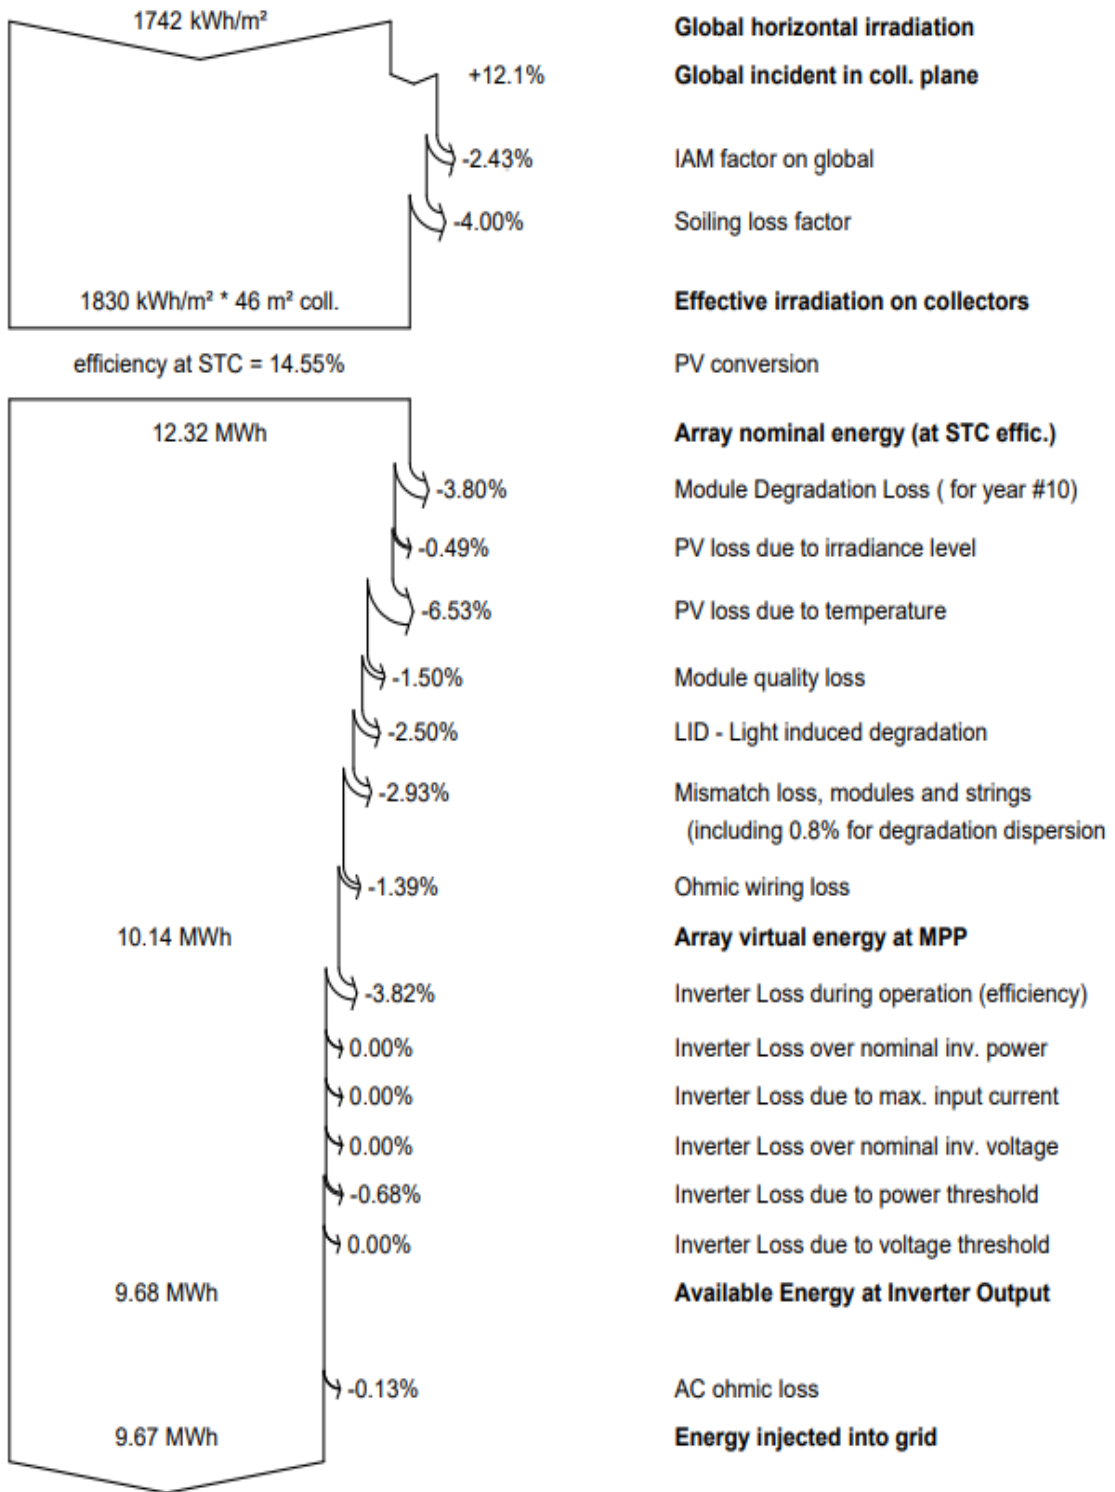 1742 kWh/m² Global horizontal irradiation
+12.1% Global incident in coll. plane
-2.43% IAM factor on global
-4.00% Soiling loss factor
1830 kWh/m² * 46 m² coll. Effective irradiation on collectors
efficiency at STC = 14.55% PV conversion
12.32 MWh Array nominal energy (at STC effic.)
-3.80% Module Degradation Loss ( for year #10)
-0.49% PV loss due to irradiance level
-6.53% PV loss due to temperature
-1.50% Module quality loss
-2.50% LID - Light induced degradation
-2.93% Mismatch loss, modules and strings
(including 0.8% for degradation dispersion
-1.39% Ohmic wiring loss
10.14 MWh Array virtual energy at MPP
-3.82% Inverter Loss during operation (efficiency)
0.00% Inverter Loss over nominal inv. power
0.00% Inverter Loss due to max. input current
0.00% Inverter Loss over nominal inv. voltage
-0.68% Inverter Loss due to power threshold
0.00% Inverter Loss due to voltage threshold
9.68 MWh Available Energy at Inverter Output
-0.13% AC ohmic loss
9.67 MWh Energy injected into grid